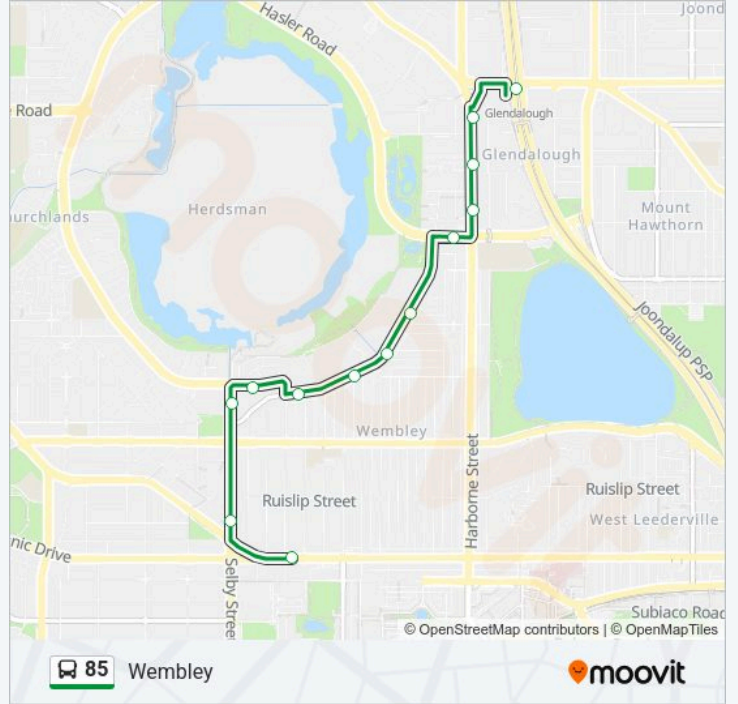 Joond
Hasler Road
e Road
Glendalough
Glendalough
urchlands
Herdsman
Mount
Hawthorn
Joondalup PSP
Wembley
Harborne Street
Ruislip Street
Ruislip Street
West Leederville
nic Drive
Selby Stree
Subiaco Road
© OpenStreetMap contributors | © OpenMapTiles
85 Wembley
moovit